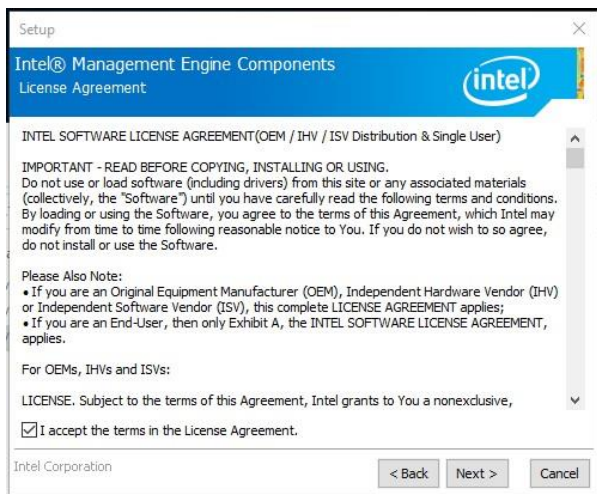 Setup
Intel® Management Engine Components
License Agreement
intel
INTEL SOFTWARE LICENSE AGREEMENT(OEM / IHV / ISV Distribution & Single User)
IMPORTANT - READ BEFORE COPYING, INSTALLING OR USING.
Do not use or load software (including drivers) from this site or any associated materials
(collectively, the "Software") until you have carefully read the following terms and conditions.
By loading or using the Software, you agree to the terms of this Agreement, which Intel may
modify from time to time following reasonable notice to You. If you do not wish to so agree,
do not install or use the Software.
Please Also Note:
• If you are an Original Equipment Manufacturer (OEM), Independent Hardware Vendor (IHV)
or Independent Software Vendor (ISV), this complete LICENSE AGREEMENT applies;
• If you are an End-User, then only Exhibit A, the INTEL SOFTWARE LICENSE AGREEMENT,
applies.
For OEMs, IHVs and ISVs:
LICENSE. Subject to the terms of this Agreement, Intel grants to You a nonexclusive,
I accept the terms in the License Agreement.
Intel Corporation
< Back Next > Cancel